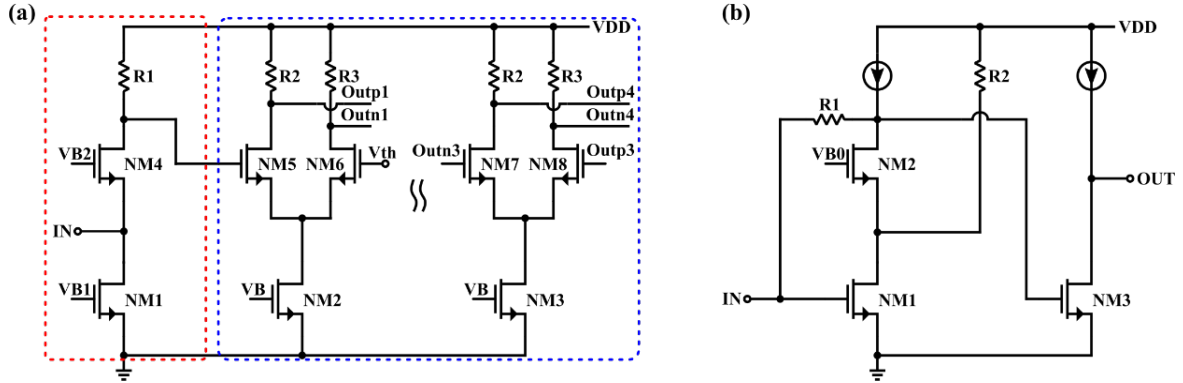 (a)
VDD
R1
R2
R3
Outp1
Outn1
R2
R3
Outp4
Outn4
VB2
NM4
NM5
NM6
Vth
Outn3
NM7
NM8
Outp3
IN
VB1
NM1
VB
NM2
VB
NM3
(b)
VDD
R2
R1
VB0
NM2
OUT
IN
NM1
NM3